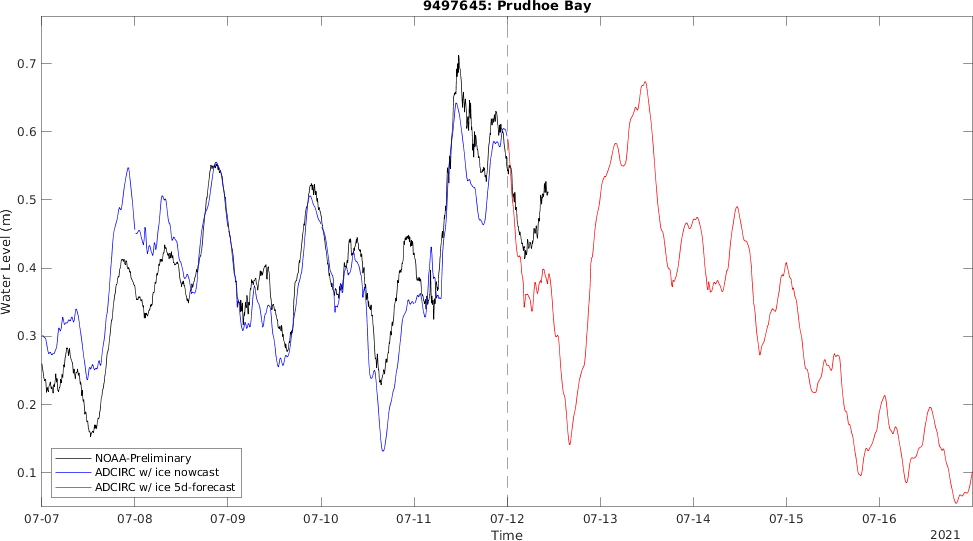 9497645: Prudhoe Bay
Water Level (m)
0.7
0.6
0.5
0.4
0.3
0.2
0.1
NOAA-Preliminary
ADCIRC w/ ice nowcast
ADCIRC w/ ice 5d-forecast
07-07 07-08 07-09 07-10 07-11 07-12 07-13 07-14 07-15 07-16
Time
2021